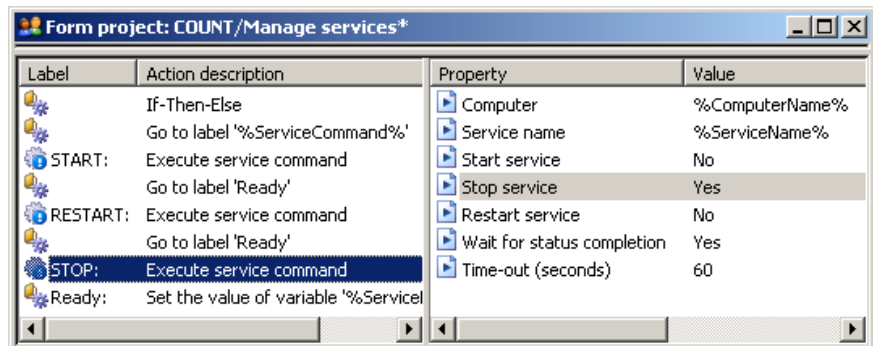 Form project: COUNT/Manage services*
Label Action description
If-Then-Else
Go to label '%ServiceCommand%'
START: Execute service command
Go to label 'Ready'
RESTART: Execute service command
Go to label 'Ready'
STOP: Execute service command
Ready: Set the value of variable '%Servicel
Property Value
Computer %ComputerName%
Service name %ServiceName%
Start service No
Stop service Yes
Restart service No
Wait for status completion Yes
Time-out (seconds) 60